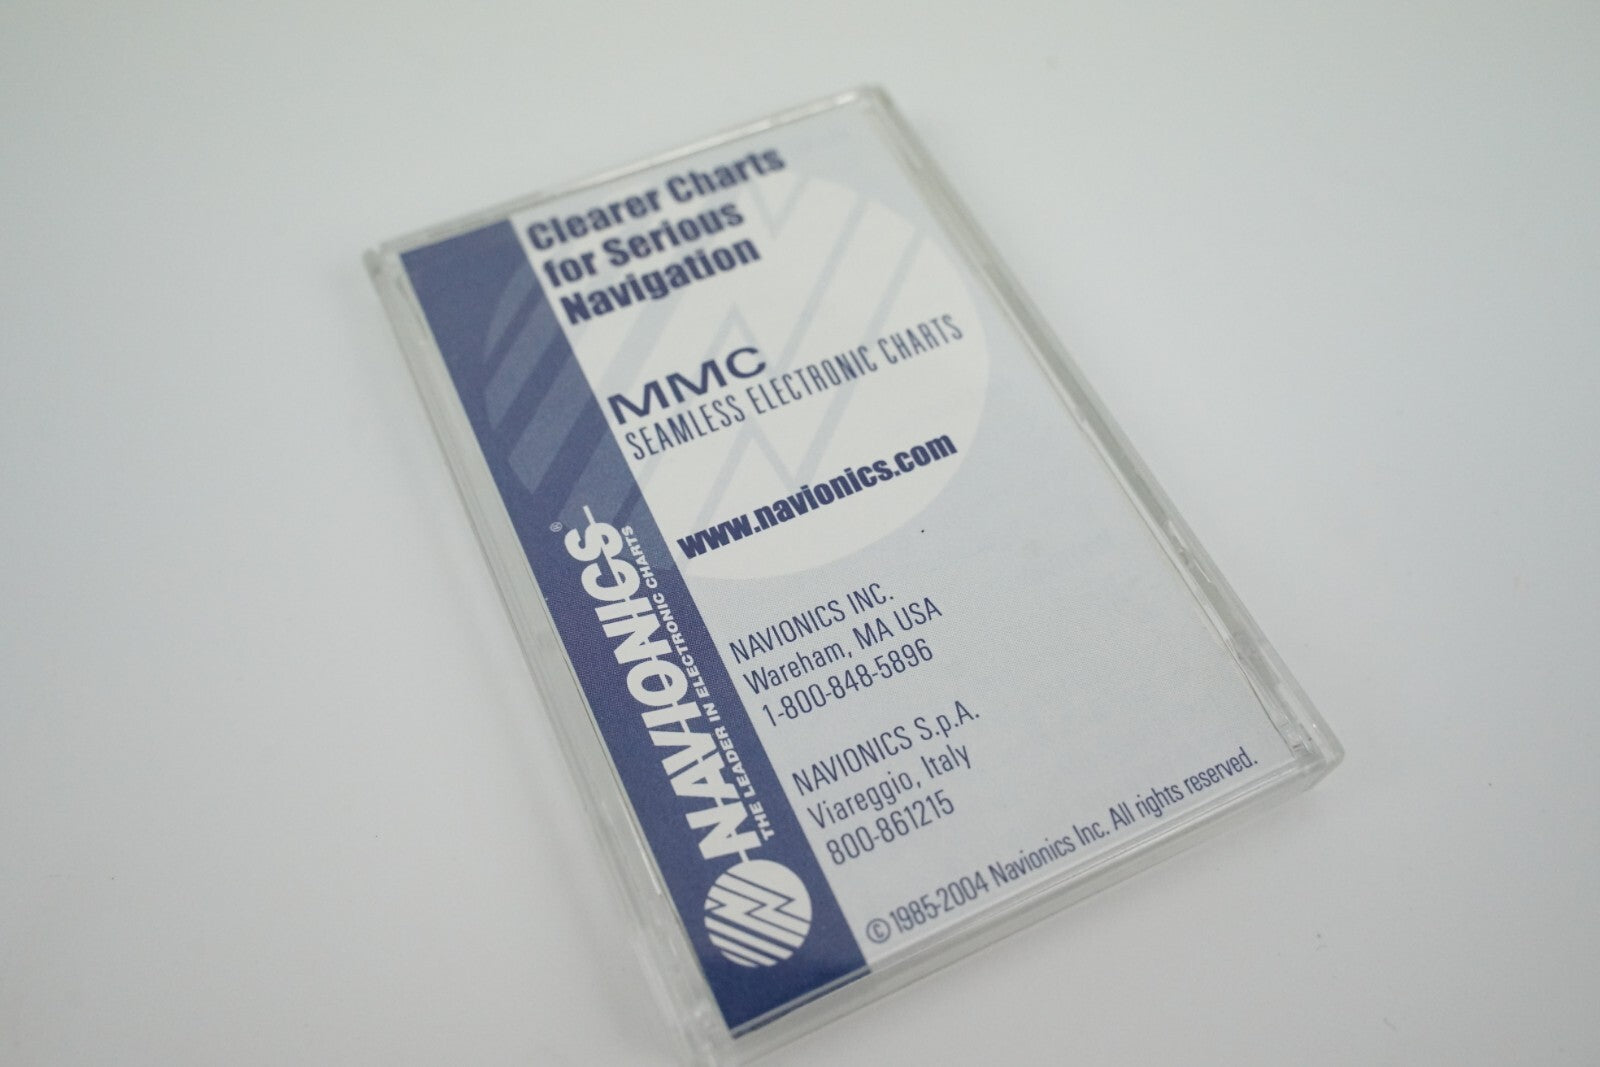 Clearer Charts
for Serious
Navigation
MMC
SEAMLESS ELECTRONIC CHARTS
www.navionics.com
NAVIONICS®
THE LEADER IN ELECTRONIC CHARTS
NAVIONICS INC.
Wareham, MA USA
1-800-848-5896
NAVIONICS S.p.A.
Viareggio, Italy
800-861215
©1985-2004 Navionics Inc. All rights reserved.